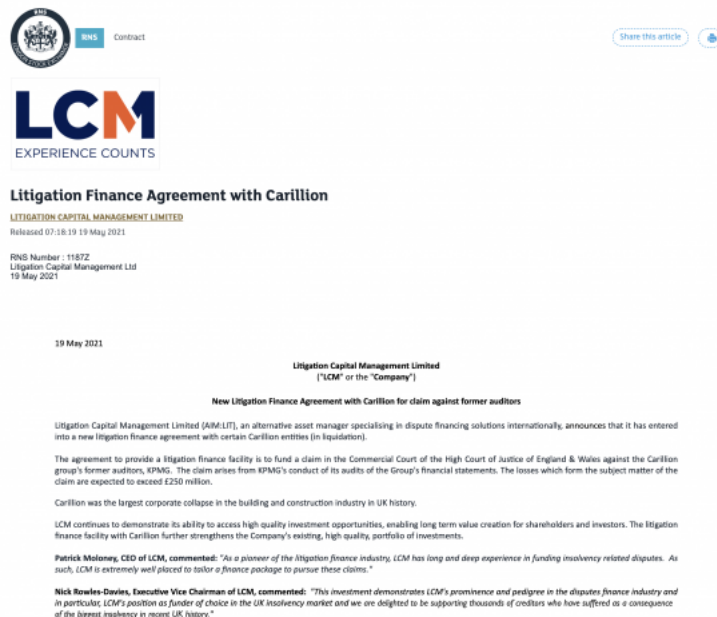 RNS
LONDON STOCK EXCHANGE
RNS
Contract
Share this article
LCM
EXPERIENCE COUNTS
Litigation Finance Agreement with Carillion
LITIGATION CAPITAL MANAGEMENT LIMITED
Released 07:18:19 19 May 2021
RNS Number : 1187Z
Litigation Capital Management Ltd
19 May 2021
19 May 2021
Litigation Capital Management Limited
("LCM" or the "Company")
New Litigation Finance Agreement with Carillion for claim against former auditors
Litigation Capital Management Limited (AIM:LIT), an alternative asset manager specialising in dispute financing solutions internationally, announces that it has entered
into a new litigation finance agreement with certain Carillion entities (in liquidation).
The agreement to provide a litigation finance facility is to fund a claim in the Commercial Court of the High Court of Justice of England & Wales against the Carillion
group's former auditors, KPMG. The claim arises from KPMG's conduct of its audits of the Group's financial statements. The losses which form the subject matter of the
claim are expected to exceed £250 million.
Carillion was the largest corporate collapse in the building and construction industry in UK history.
LCM continues to demonstrate its ability to access high quality investment opportunities, enabling long term value creation for shareholders and investors. The litigation
finance facility with Carillion further strengthens the Company's existing, high quality, portfolio of investments.
Patrick Moloney, CEO of LCM, commented: "As a pioneer of the litigation finance industry, LCM has long and deep experience in funding insolvency related disputes. As
such, LCM is extremely well placed to tailor a finance package to pursue these claims."
Nick Rowles-Davies, Executive Vice Chairman of LCM, commented: "This investment demonstrates LCM's prominence and pedigree in the disputes finance industry and
in particular, LCM's position as funder of choice in the UK insolvency market and we are delighted to be supporting thousands of creditors who have suffered as a consequence
of the biggest insolvency in recent UK history."